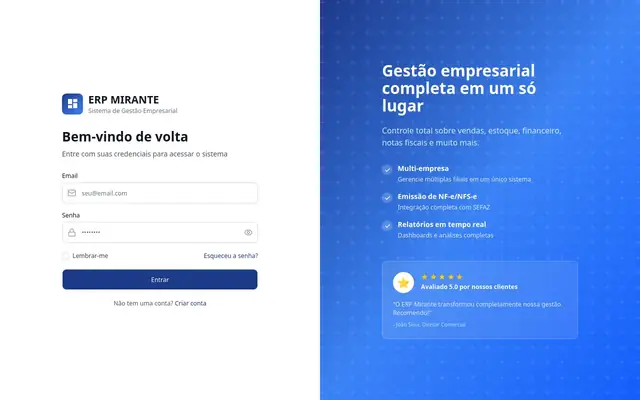 ERP MIRANTE
Sistema de Gestão Empresarial
Bem-vindo de volta
Entre com suas credenciais para acessar o sistema
Email
seu@email.com
Senha
••••••••
Lembrar-me
Esqueceu a senha?
Entrar
Não tem uma conta? Criar conta
Gestão empresarial
completa em um só
lugar
Controle total sobre vendas, estoque, financeiro,
notas fiscais e muito mais.
Multi-empresa
Gerencie múltiplas filiais em um único sistema
Emissão de NF-e/NFS-e
Integração completa com SEFAZ
Relatórios em tempo real
Dashboards e análises completas
Avaliado 5.0 por nossos clientes
"O ERP Mirante transformou completamente nossa gestão.
Recomendo!"
- João Silva, Diretor Comercial